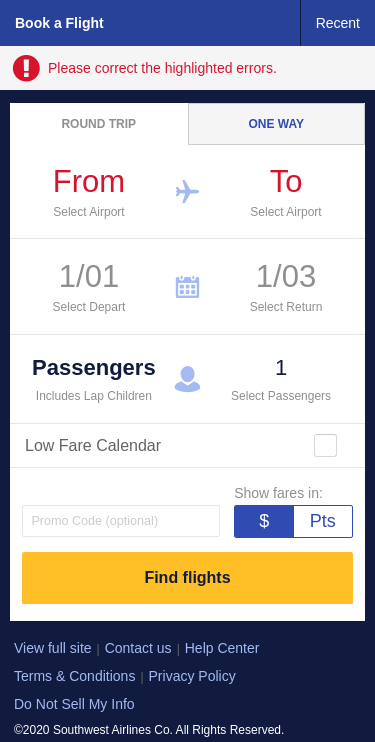 Book a Flight Recent
Please correct the highlighted errors.
ROUND TRIP ONE WAY
From To
Select Airport Select Airport
1/01 1/03
Select Depart Select Return
Passengers 1
Includes Lap Children Select Passengers
Low Fare Calendar
Show fares in:
Promo Code (optional) $ Pts
Find flights
View full site | Contact us | Help Center
Terms & Conditions | Privacy Policy
Do Not Sell My Info
©2020 Southwest Airlines Co. All Rights Reserved.